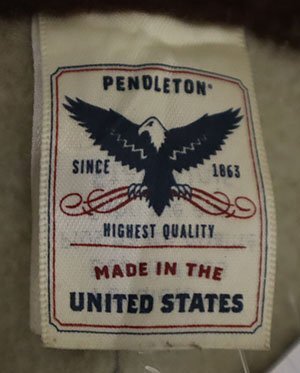 PENDLETON®
SINCE 1863
HIGHEST QUALITY
MADE IN THE
UNITED STATES